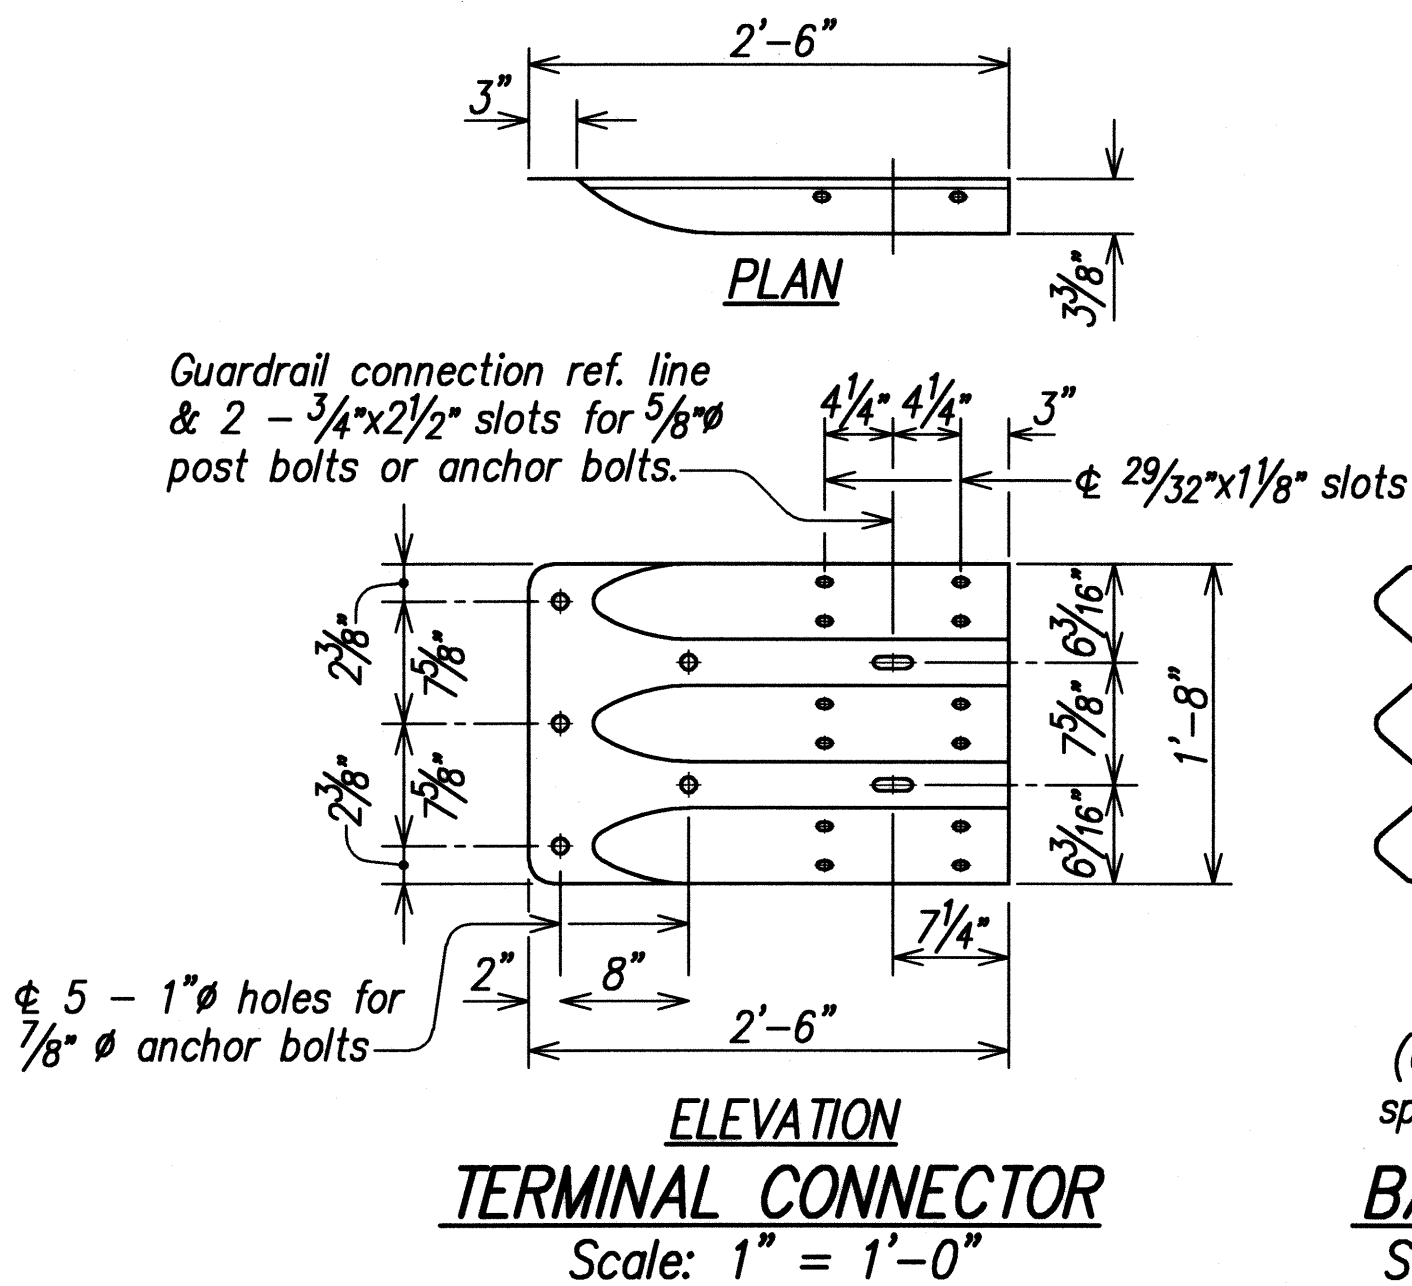 2'-6"
3"
3 3/8"
PLAN
Guardrail connection ref. line
& 2 - 3/4"x2 1/2" slots for 5/8"ø
post bolts or anchor bolts.
4 1/4" 4 1/4" 3"
℄ 29/32"x1 1/8" slots
2 3/8" 7 5/8"
2 3/8" 7 5/8"
6 3/16"
7 5/8"
6 3/16"
1'-8"
7 1/4"
2" 8"
2'-6"
℄ 5 - 1"ø holes for
7/8" ø anchor bolts
ELEVATION
TERMINAL CONNECTOR
Scale: 1" = 1'-0"
sp
BA
S